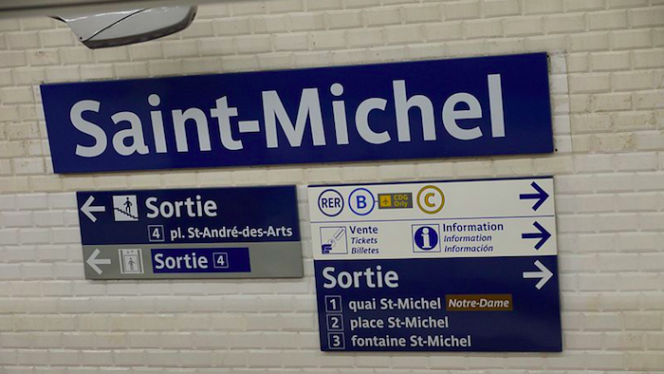 Saint-Michel
Sortie
4 pl. St-André-des-Arts
Sortie 4
RER B CDG Orly C
Vente
Tickets
Billetes
Information
Information
Información
Sortie
1 quai St-Michel Notre-Dame
2 place St-Michel
3 fontaine St-Michel